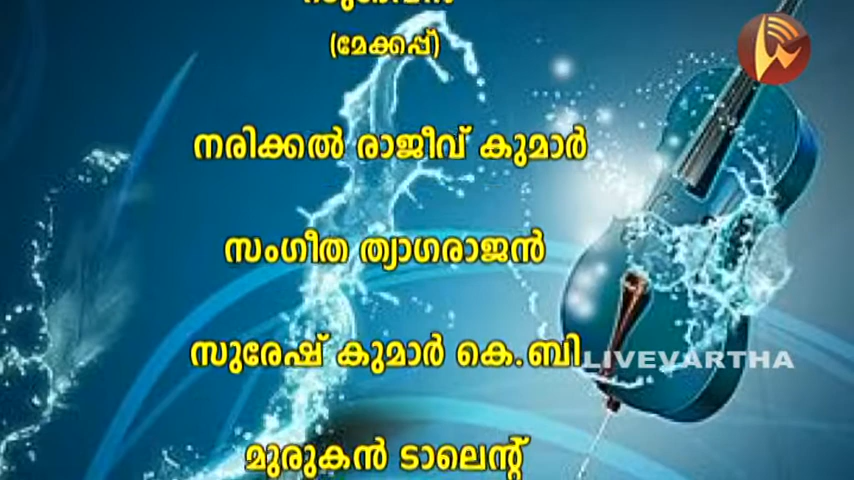 (മേക്കപ്പ്)
നരിക്കൽ രാജീവ് കുമാർ
സംഗീത ത്യാഗരാജൻ
സുരേഷ് കുമാർ കെ.ബി
LIVEVARTHA
മുരുകൻ ടാലെന്റ്